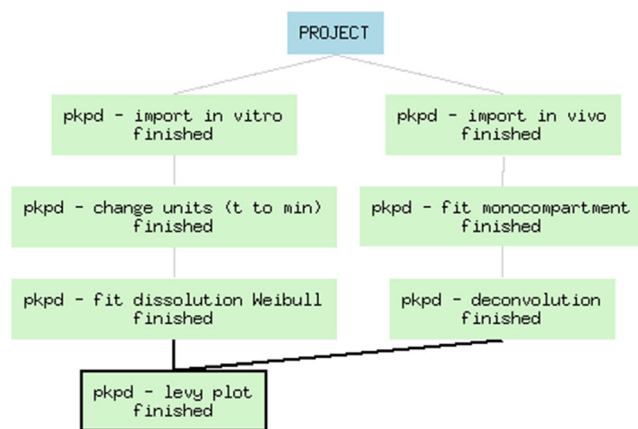 PROJECT
pkpd - import in vitro
finished
pkpd - import in vivo
finished
pkpd - change units (t to min)
finished
pkpd - fit monocompartment
finished
pkpd - fit dissolution Weibull
finished
pkpd - deconvolution
finished
pkpd - levy plot
finished